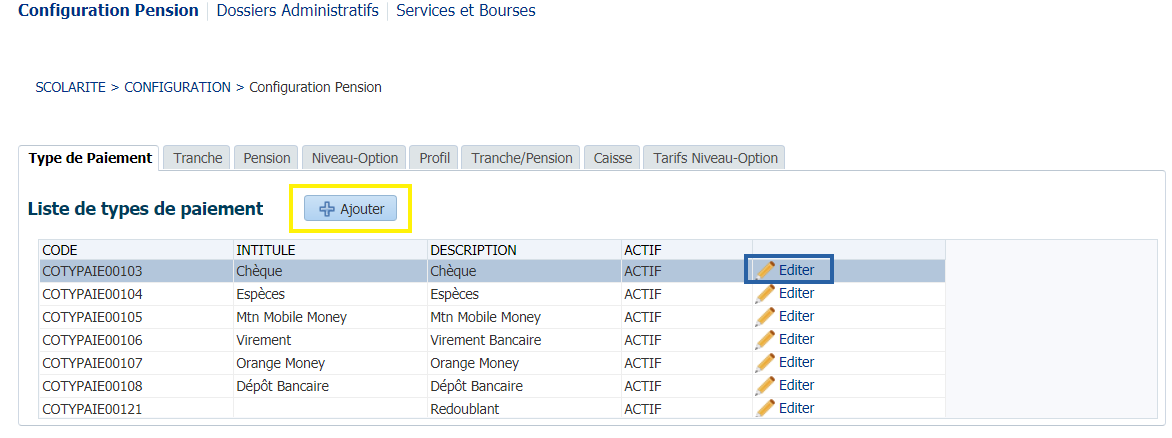 Configuration Pension Dossiers Administratifs Services et Bourses
SCOLARITE > CONFIGURATION > Configuration Pension
Type de Paiement Tranche Pension Niveau-Option Profil Tranche/Pension Caisse Tarifs Niveau-Option
Liste de types de paiement Ajouter
CODE INTITULE DESCRIPTION ACTIF
COTYPAIE00103 Chèque Chèque ACTIF Editer
COTYPAIE00104 Espèces Espèces ACTIF Editer
COTYPAIE00105 Mtn Mobile Money Mtn Mobile Money ACTIF Editer
COTYPAIE00106 Virement Virement Bancaire ACTIF Editer
COTYPAIE00107 Orange Money Orange Money ACTIF Editer
COTYPAIE00108 Dépôt Bancaire Dépôt Bancaire ACTIF Editer
COTYPAIE00121 Redoublant ACTIF Editer